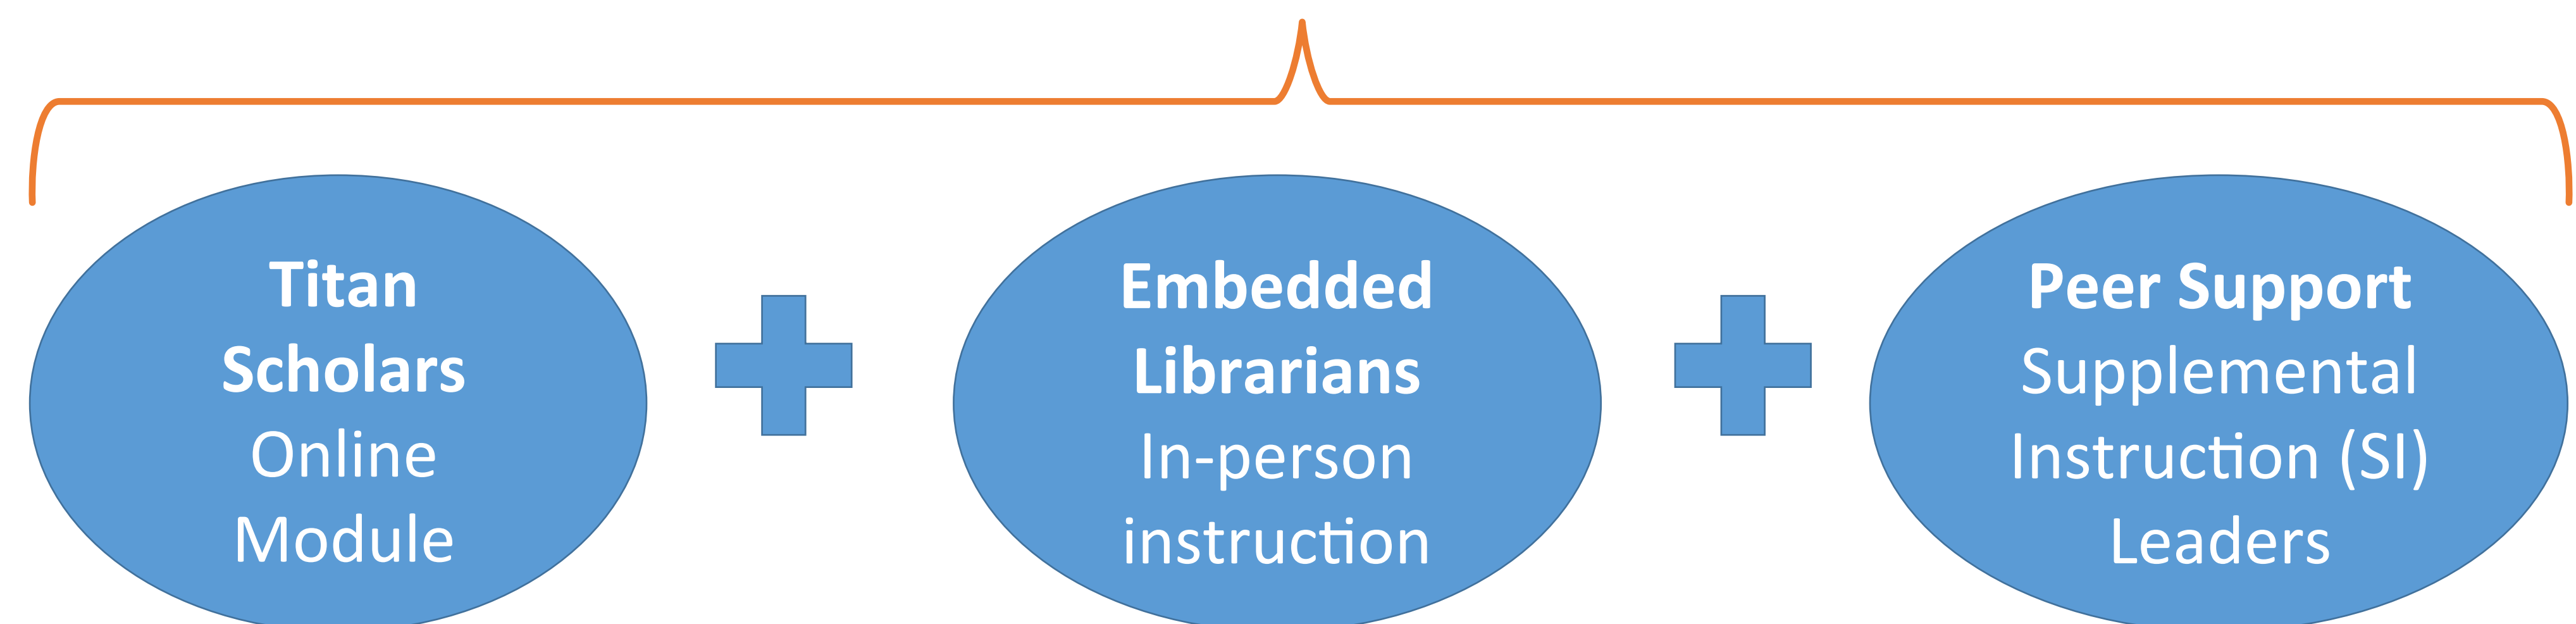 Titan
Scholars
Online
Module
Embedded
Librarians
In-person
instruction
Peer Support
Supplemental
Instruction (SI)
Leaders